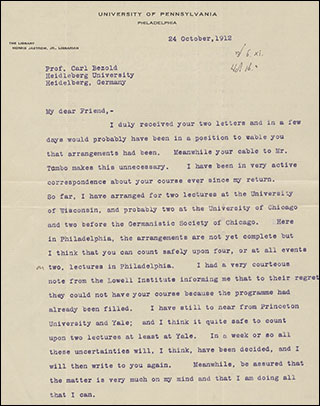 UNIVERSITY OF PENNSYLVANIA
PHILADELPHIA
THE LIBRARY
MORRIS JASTROW, JR., LIBRARIAN
24 October, 1912
Prof. Carl Bezold
Heidleberg University
Heidelberg, Germany
My dear Friend,-
I duly received your two letters and in a few
days would probably have been in a position to wable you
that arrangements had been. Meanwhile your cable to Mr.
Tombo makes this unnecessary. I have been in very active
correspondence about your course ever since my return.
So far, I have arranged for two lectures at the University
of Wisconsin, and probably two at the University of Chicago
and two before the Germanistic Society of Chicago. Here
in Philadelphia, the arrangements are not yet complete but
I think that you can count safely upon four, or at all events
two, lectures in Philadelphia. I had a very courteous
note from the Lowell Institute informing me that to their regret
they could not have your course because the programme had
already been filled. I have still to hear from Princeton
University and Yale; and I think it quite safe to count
upon two lectures at least at Yale. In a week or so all
these uncertainties will, I think, have been decided, and I
will then write to you again. Meanwhile, be assured that
the matter is very much on my mind and that I am doing all
that I can.